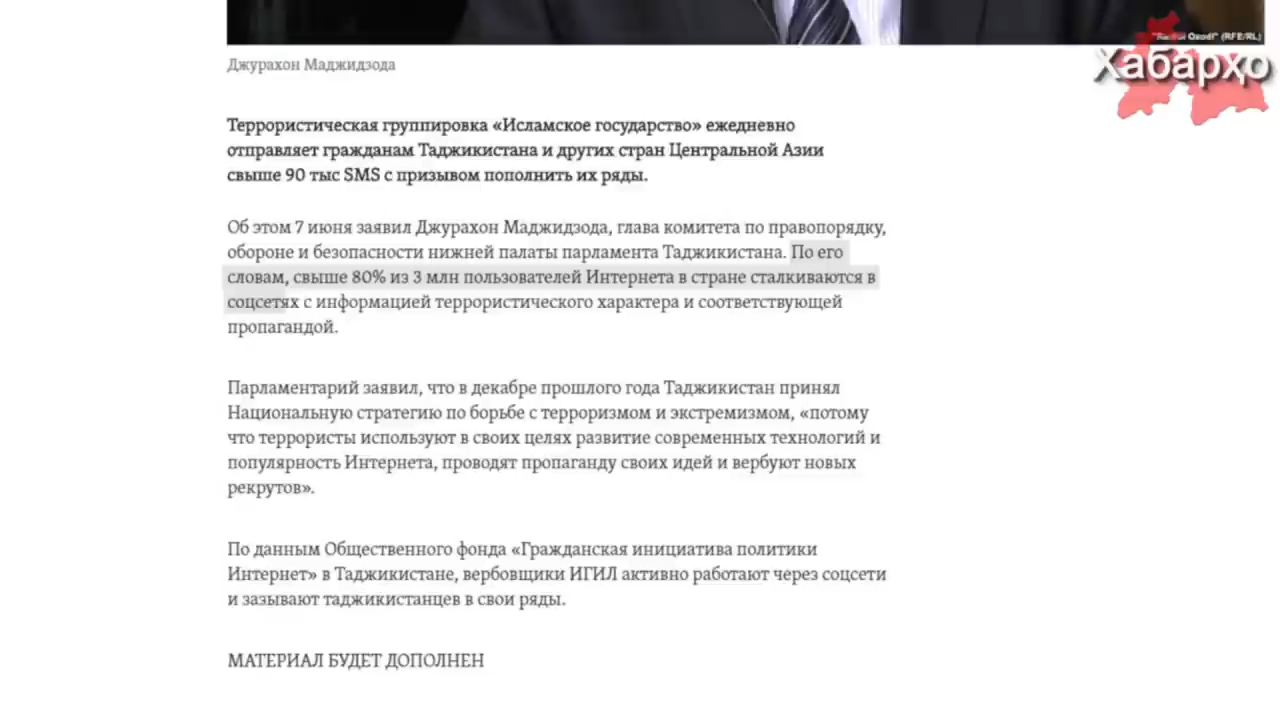 "Radioi Ozodi" (RFE/RL)
Хабарҳо
Джурахон Маджидзода
Террористическая группировка «Исламское государство» ежедневно
отправляет гражданам Таджикистана и других стран Центральной Азии
свыше 90 тыс SMS с призывом пополнить их ряды.
Об этом 7 июня заявил Джурахон Маджидзода, глава комитета по правопорядку,
обороне и безопасности нижней палаты парламента Таджикистана. По его
словам, свыше 80% из 3 млн пользователей Интернета в стране сталкиваются в
соцсетях с информацией террористического характера и соответствующей
пропагандой.
Парламентарий заявил, что в декабре прошлого года Таджикистан принял
Национальную стратегию по борьбе с терроризмом и экстремизмом, «потому
что террористы используют в своих целях развитие современных технологий и
популярность Интернета, проводят пропаганду своих идей и вербуют новых
рекрутов».
По данным Общественного фонда «Гражданская инициатива политики
Интернет» в Таджикистане, вербовщики ИГИЛ активно работают через соцсети
и зазывают таджикистанцев в свои ряды.
МАТЕРИАЛ БУДЕТ ДОПОЛНЕН